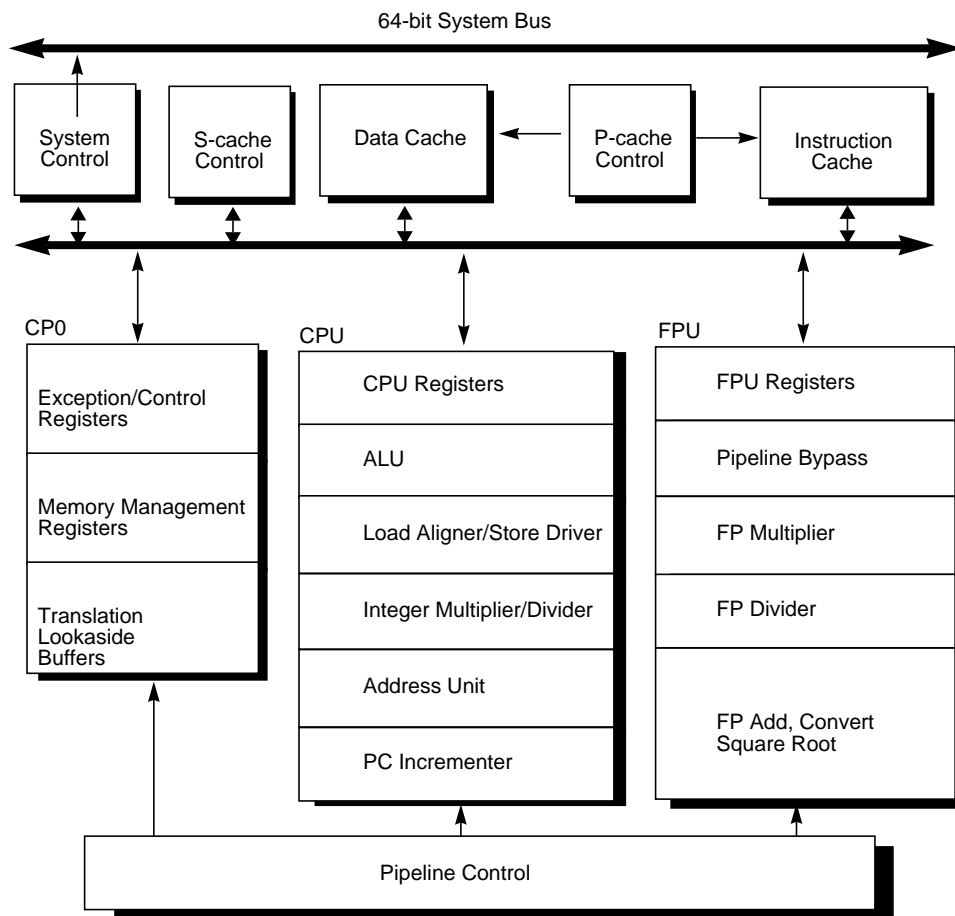 64-bit System Bus
System
Control
S-cache
Control
Data Cache
P-cache
Control
Instruction
Cache
CP0
Exception/Control
Registers
Memory Management
Registers
Translation
Lookaside
Buffers
CPU
CPU Registers
ALU
Load Aligner/Store Driver
Integer Multiplier/Divider
Address Unit
PC Incrementer
FPU
FPU Registers
Pipeline Bypass
FP Multiplier
FP Divider
FP Add, Convert
Square Root
Pipeline Control